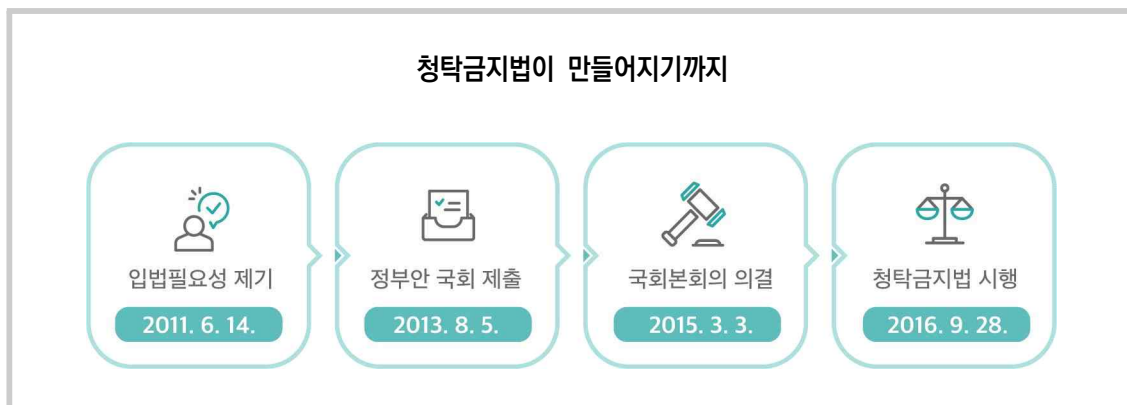 청탁금지법이 만들어지기까지
입법필요성 제기
2011. 6. 14.
정부안 국회 제출
2013. 8. 5.
국회본회의 의결
2015. 3. 3.
청탁금지법 시행
2016. 9. 28.